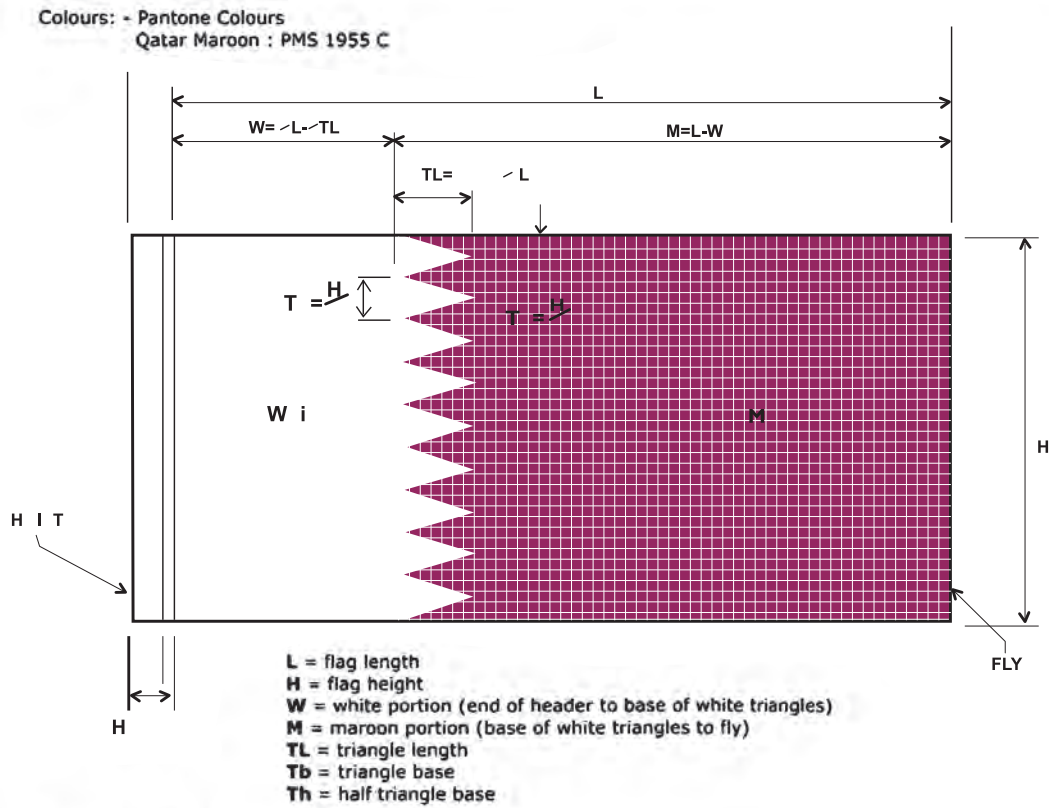 Colours: - Pantone Colours
Qatar Maroon : PMS 1955 C
L
W= ⁄L-⁄TL
M=L-W
TL= ⁄ L
T = H/
T = H/
W i
M
H
H I T
FLY
H
L = flag length
H = flag height
W = white portion (end of header to base of white triangles)
M = maroon portion (base of white triangles to fly)
TL = triangle length
Tb = triangle base
Th = half triangle base